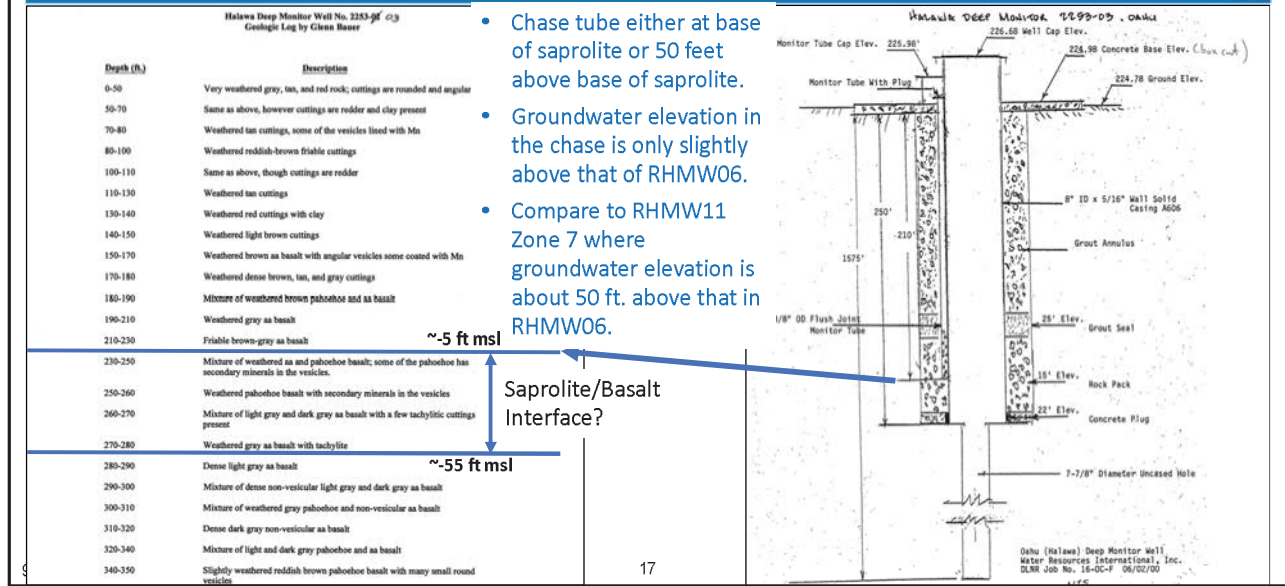 Halawa Deep Monitor Well No. 2253-03
Geologic Log by Glenn Bauer
Depth (ft.) Description
0-50 Very weathered gray, tan, and red rock; cuttings are rounded and angular
50-70 Same as above, however cuttings are redder and clay present
70-80 Weathered tan cuttings, some of the vesicles lined with Mn
80-100 Weathered reddish-brown friable cuttings
100-110 Same as above, though cuttings are redder
110-130 Weathered tan cuttings
130-140 Weathered red cuttings with clay
140-150 Weathered light brown cuttings
150-170 Weathered brown aa basalt with angular vesicles some coated with Mn
170-180 Weathered dense brown, tan, and gray cuttings
180-190 Mixture of weathered brown pahoehoe and aa basalt
190-210 Weathered gray aa basalt
210-230 Friable brown-gray aa basalt
~-5 ft msl
230-250 Mixture of weathered aa and pahoehoe basalt; some of the pahoehoe has
secondary minerals in the vesicles.
250-260 Weathered pahoehoe basalt with secondary minerals in the vesicles
260-270 Mixture of light gray and dark gray aa basalt with a few tachylitic cuttings
present
270-280 Weathered gray aa basalt with tachylite
~-55 ft msl
280-290 Dense light gray aa basalt
290-300 Mixture of dense non-vesicular light gray and dark gray aa basalt
300-310 Mixture of weathered gray pahoehoe and non-vesicular aa basalt
310-320 Dense dark gray non-vesicular aa basalt
320-340 Mixture of light and dark gray pahoehoe and aa basalt
340-350 Slightly weathered reddish brown pahoehoe basalt with many small round
vesicles
• Chase tube either at base
of saprolite or 50 feet
above base of saprolite.
• Groundwater elevation in
the chase is only slightly
above that of RHMW06.
• Compare to RHMW11
Zone 7 where
groundwater elevation is
about 50 ft. above that in
RHMW06.
Saprolite/Basalt
Interface?
17
HALAWA DEEP MONITOR 2293-03, OAHU
226.68 Well Cap Elev.
Monitor Tube Cap Elev. 225.98'
224.98 Concrete Base Elev. (box cut)
Monitor Tube With Plug
224.78 Ground Elev.
8" ID x 5/16" Wall Solid
Casing A606
250'
210'
Grout Annulus
1575'
/8" OD Flush Joint
Monitor Tube
25' Elev.
Grout Seal
15' Elev.
Rock Pack
22' Elev.
Concrete Plug
7-7/8" Diameter Uncased Hole
Oahu (Halawa) Deep Monitor Well
Water Resources International, Inc.
DLNR Job No. 16-OC-F 06/02/00